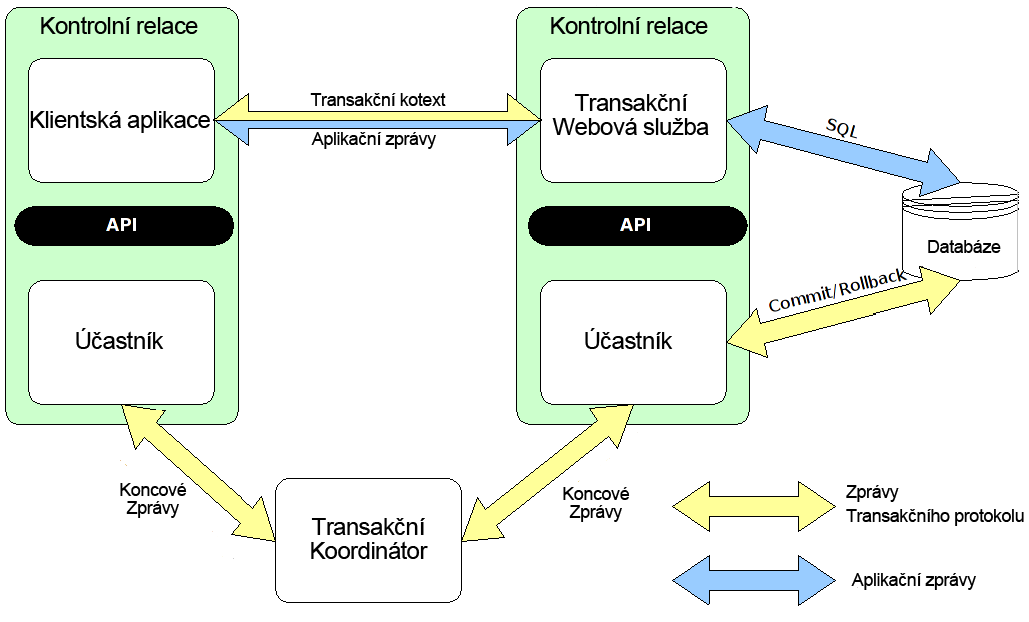 Kontrolní relace
Kontrolní relace
Klientská aplikace
Transakční kotext
Aplikační zprávy
Transakční
Webová služba
SQL
API
API
Databáze
Commit/Rollback
Účastník
Účastník
Koncové
Zprávy
Koncové
Zprávy
Transakční
Koordinátor
Zprávy
Transakčního protokolu
Aplikační zprávy